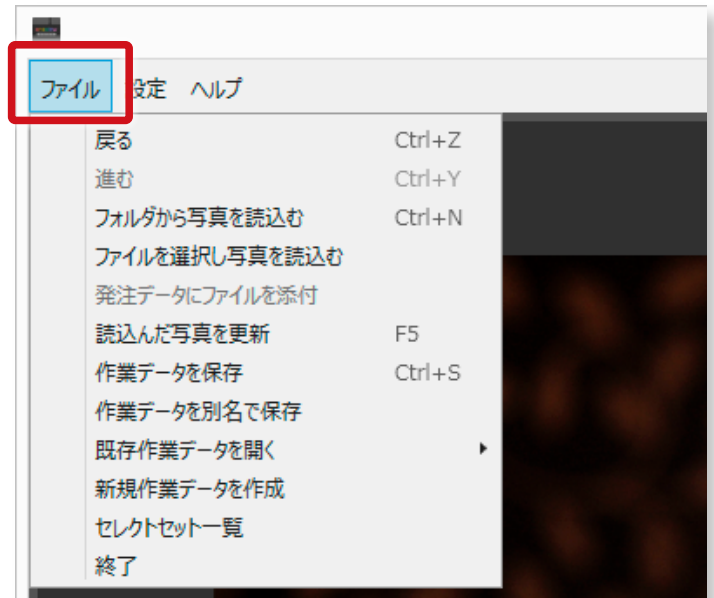 ファイル 設定 ヘルプ
戻る Ctrl+Z
進む Ctrl+Y
フォルダから写真を読込む Ctrl+N
ファイルを選択し写真を読込む
発注データにファイルを添付
読込んだ写真を更新 F5
作業データを保存 Ctrl+S
作業データを別名で保存
既存作業データを開く
新規作業データを作成
セレクトセット一覧
終了